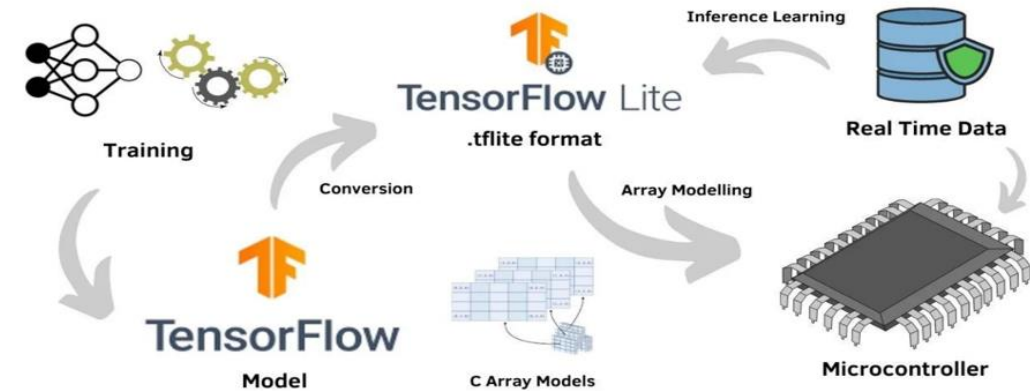 Inference Learning
TensorFlow Lite
.tflite format
Real Time Data
Training
Conversion
Array Modelling
TensorFlow
Model
C Array Models
Microcontroller